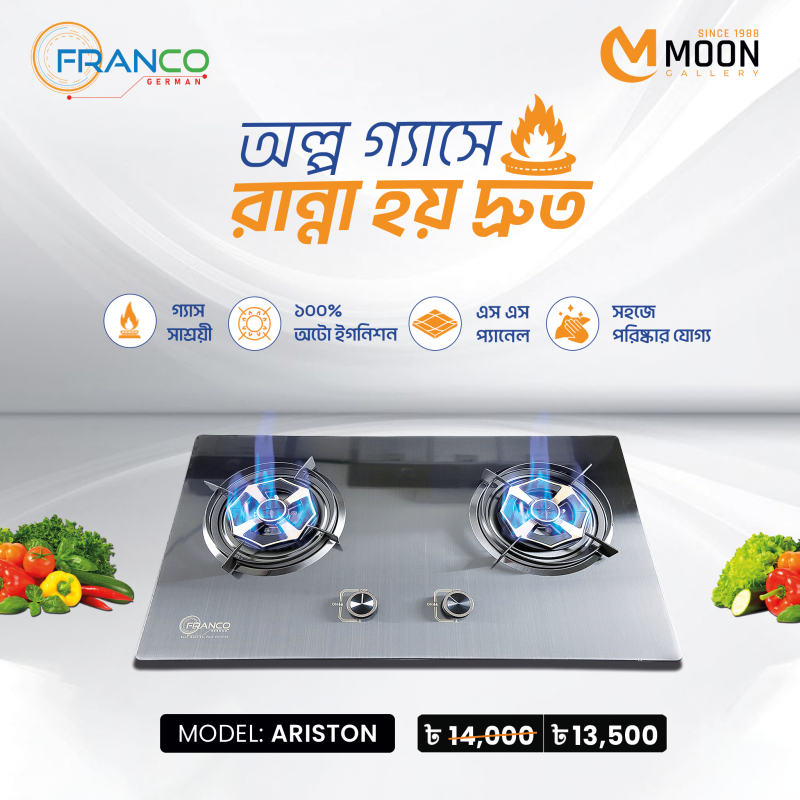 FRANCO
GERMAN
SINCE 1988
MOON
GALLERY
অল্প গ্যাসে
রান্না হয় দ্রুত
গ্যাস
সাশ্রয়ী
১০০%
অটো ইগনিশন
এস এস
প্যানেল
সহজে
পরিষ্কার যোগ্য
FRANCO
MODEL: ARISTON
৳ 14,000 ৳ 13,500